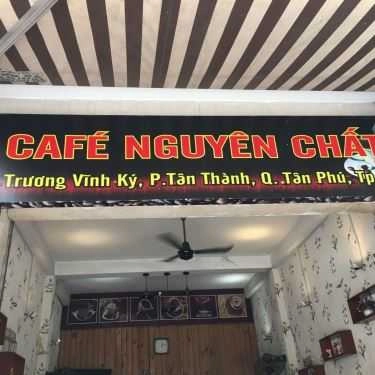 CAFÉ NGUYÊN CHẤT
Trương Vĩnh Ký, P.Tân Thành, Q. Tân Phú, Tp